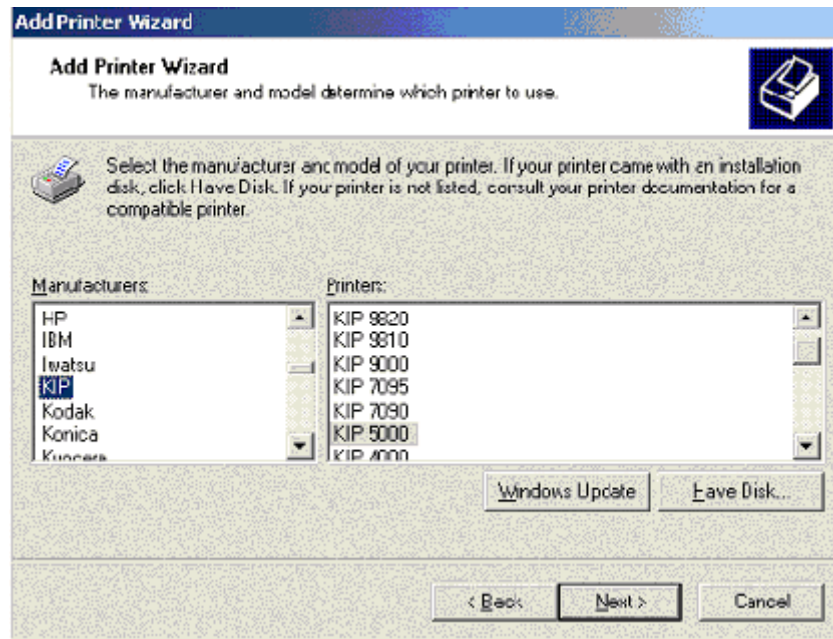 Add Printer Wizard
Add Printer Wizard
The manufacturer and model determine which printer to use.
Select the manufacturer and model of your printer. If your printer came with an installation
disk, click Have Disk. If your printer is not listed, consult your printer documentation for a
compatible printer.
Manufacturers:
HP
IBM
Iwatsu
KIP
Kodak
Konica
Kyocera
Printers:
KIP 9820
KIP 9810
KIP 9000
KIP 7095
KIP 7090
KIP 5000
KIP 4000
Windows Update
Have Disk...
< Back
Next >
Cancel